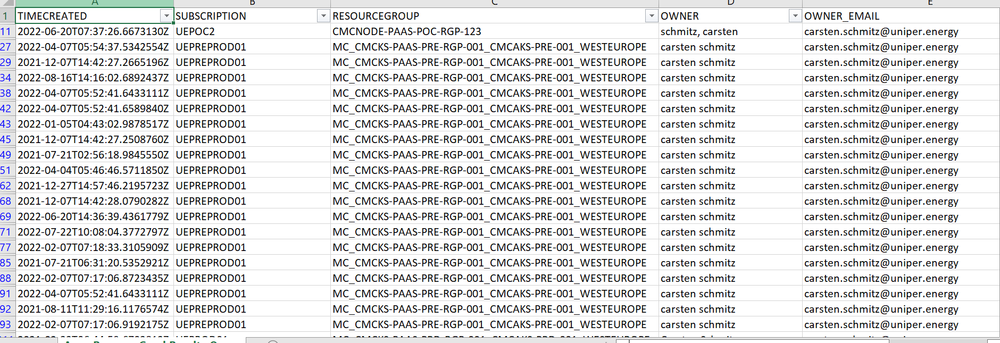 A B C D E
1 TIMECREATED SUBSCRIPTION RESOURCEGROUP OWNER OWNER_EMAIL
11 2022-06-20T07:37:26.6673130Z UEPOC2 CMCNODE-PAAS-POC-RGP-123 schmitz, carsten carsten.schmitz@uniper.energy
27 2022-04-07T05:54:37.5342554Z UEPREPROD01 MC_CMCKS-PAAS-PRE-RGP-001_CMCAKS-PRE-001_WESTEUROPE carsten schmitz carsten.schmitz@uniper.energy
29 2021-12-07T14:42:27.2665196Z UEPREPROD01 MC_CMCKS-PAAS-PRE-RGP-001_CMCAKS-PRE-001_WESTEUROPE carsten schmitz carsten.schmitz@uniper.energy
34 2022-08-16T14:16:02.6892437Z UEPREPROD01 MC_CMCKS-PAAS-PRE-RGP-001_CMCAKS-PRE-001_WESTEUROPE carsten schmitz carsten.schmitz@uniper.energy
38 2022-04-07T05:52:41.6433111Z UEPREPROD01 MC_CMCKS-PAAS-PRE-RGP-001_CMCAKS-PRE-001_WESTEUROPE carsten schmitz carsten.schmitz@uniper.energy
42 2022-04-07T05:52:41.6589840Z UEPREPROD01 MC_CMCKS-PAAS-PRE-RGP-001_CMCAKS-PRE-001_WESTEUROPE carsten schmitz carsten.schmitz@uniper.energy
43 2022-01-05T04:43:02.9878517Z UEPREPROD01 MC_CMCKS-PAAS-PRE-RGP-001_CMCAKS-PRE-001_WESTEUROPE carsten schmitz carsten.schmitz@uniper.energy
45 2021-12-07T14:42:27.2508760Z UEPREPROD01 MC_CMCKS-PAAS-PRE-RGP-001_CMCAKS-PRE-001_WESTEUROPE carsten schmitz carsten.schmitz@uniper.energy
49 2021-07-21T02:56:18.9845550Z UEPREPROD01 MC_CMCKS-PAAS-PRE-RGP-001_CMCAKS-PRE-001_WESTEUROPE carsten schmitz carsten.schmitz@uniper.energy
51 2022-04-04T05:46:46.5711850Z UEPREPROD01 MC_CMCKS-PAAS-PRE-RGP-001_CMCAKS-PRE-001_WESTEUROPE carsten schmitz carsten.schmitz@uniper.energy
62 2021-12-27T14:57:46.2195723Z UEPREPROD01 MC_CMCKS-PAAS-PRE-RGP-001_CMCAKS-PRE-001_WESTEUROPE carsten schmitz carsten.schmitz@uniper.energy
68 2021-12-07T14:42:28.0790282Z UEPREPROD01 MC_CMCKS-PAAS-PRE-RGP-001_CMCAKS-PRE-001_WESTEUROPE carsten schmitz carsten.schmitz@uniper.energy
69 2022-06-20T14:36:39.4361779Z UEPREPROD01 MC_CMCKS-PAAS-PRE-RGP-001_CMCAKS-PRE-001_WESTEUROPE carsten schmitz carsten.schmitz@uniper.energy
71 2022-07-22T10:08:04.3772797Z UEPREPROD01 MC_CMCKS-PAAS-PRE-RGP-001_CMCAKS-PRE-001_WESTEUROPE carsten schmitz carsten.schmitz@uniper.energy
77 2022-02-07T07:18:33.3105909Z UEPREPROD01 MC_CMCKS-PAAS-PRE-RGP-001_CMCAKS-PRE-001_WESTEUROPE carsten schmitz carsten.schmitz@uniper.energy
85 2021-07-21T06:31:20.5352921Z UEPREPROD01 MC_CMCKS-PAAS-PRE-RGP-001_CMCAKS-PRE-001_WESTEUROPE carsten schmitz carsten.schmitz@uniper.energy
88 2022-02-07T07:17:06.8723435Z UEPREPROD01 MC_CMCKS-PAAS-PRE-RGP-001_CMCAKS-PRE-001_WESTEUROPE carsten schmitz carsten.schmitz@uniper.energy
91 2022-04-07T05:52:41.6433111Z UEPREPROD01 MC_CMCKS-PAAS-PRE-RGP-001_CMCAKS-PRE-001_WESTEUROPE carsten schmitz carsten.schmitz@uniper.energy
92 2021-08-11T11:29:16.1176574Z UEPREPROD01 MC_CMCKS-PAAS-PRE-RGP-001_CMCAKS-PRE-001_WESTEUROPE carsten schmitz carsten.schmitz@uniper.energy
93 2022-02-07T07:17:06.9192175Z UEPREPROD01 MC_CMCKS-PAAS-PRE-RGP-001_CMCAKS-PRE-001_WESTEUROPE carsten schmitz carsten.schmitz@uniper.energy